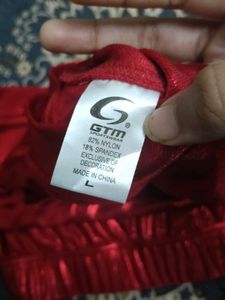 GTM
®
SPORTSWEAR
82% NYLON
18% SPANDEX
EXCLUSIVE OF
DECORATION
MADE IN CHINA
L